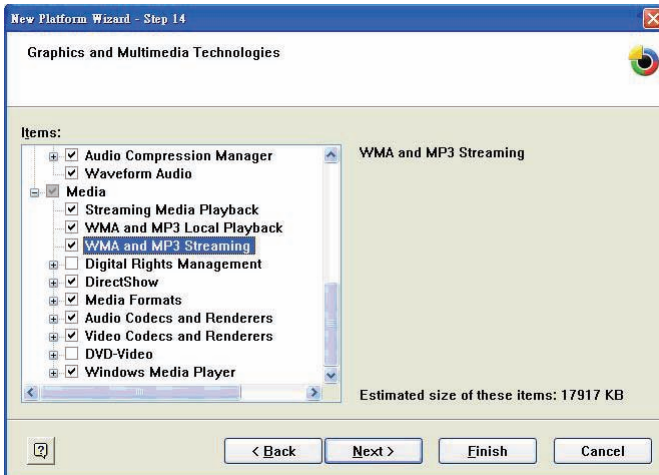 New Platform Wizard - Step 14
Graphics and Multimedia Technologies
Items:
Audio Compression Manager
Waveform Audio
Media
Streaming Media Playback
WMA and MP3 Local Playback
WMA and MP3 Streaming
Digital Rights Management
DirectShow
Media Formats
Audio Codecs and Renderers
Video Codecs and Renderers
DVD-Video
Windows Media Player
WMA and MP3 Streaming
Estimated size of these items: 17917 KB
?
< Back
Next >
Finish
Cancel